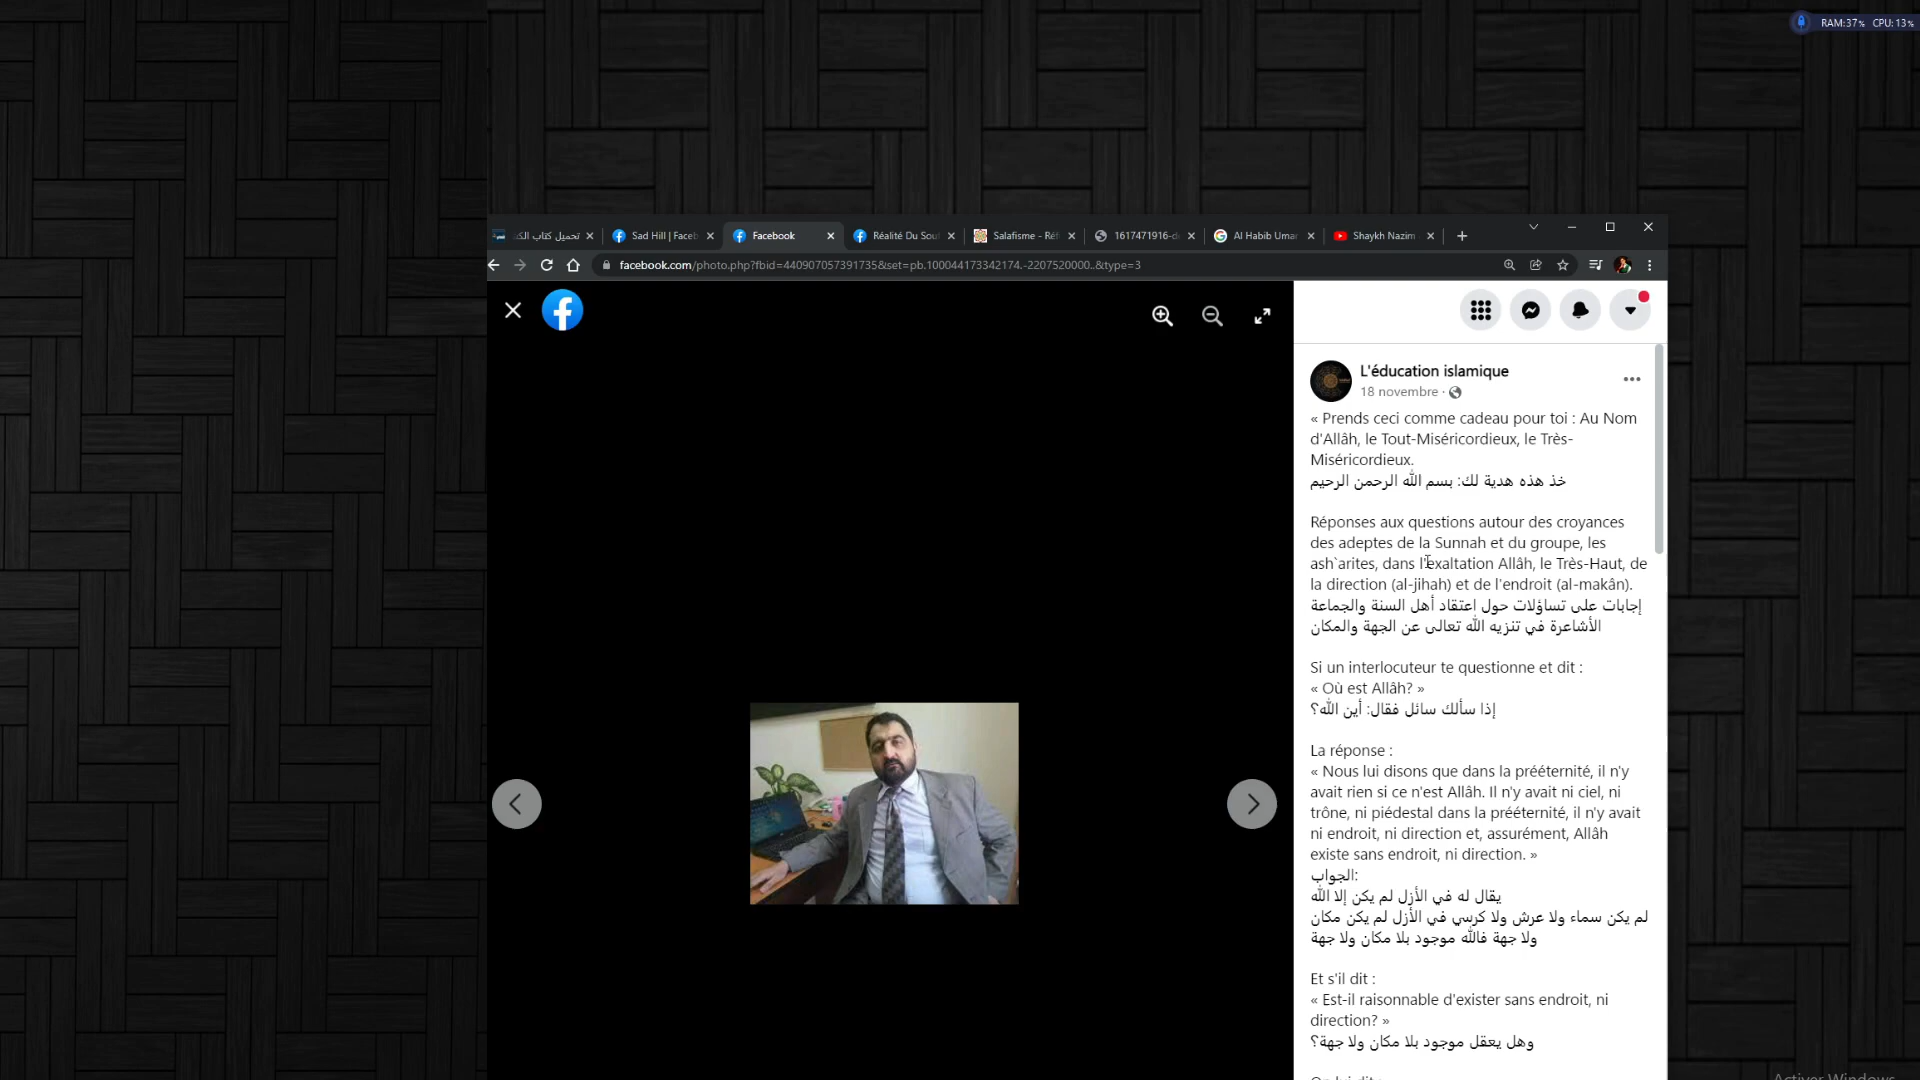 RAM:37% CPU:13%
تحميل كتاب الكت
Sad Hill | Faceb
Facebook
Réalité Du Sou
Salafisme - Réf
1617471916-d
Al Habib Umar
Shaykh Nazim
facebook.com/photo.php?fbid=440907057391735&set=pb.100044173342174.-2207520000..&type=3
L'éducation islamique
18 novembre ·
« Prends ceci comme cadeau pour toi : Au Nom
d'Allâh, le Tout-Miséricordieux, le Très-
Miséricordieux.
خذ هذه هدية لك: بسم الله الرحمن الرحيم
Réponses aux questions autour des croyances
des adeptes de la Sunnah et du groupe, les
ash`arites, dans l'exaltation Allâh, le Très-Haut, de
la direction (al-jihah) et de l'endroit (al-makân).
إجابات على تساؤلات حول اعتقاد أهل السنة والجماعة
الأشاعرة في تنزيه الله تعالى عن الجهة والمكان
Si un interlocuteur te questionne et dit :
« Où est Allâh? »
إذا سألك سائل فقال: أين الله؟
La réponse :
« Nous lui disons que dans la prééternité, il n'y
avait rien si ce n'est Allâh. Il n'y avait ni ciel, ni
trône, ni piédestal dans la prééternité, il n'y avait
ni endroit, ni direction et, assurément, Allâh
existe sans endroit, ni direction. »
الجواب:
يقال له في الأزل لم يكن إلا الله
لم يكن سماء ولا عرش ولا كرسي في الأزل لم يكن مكان
ولا جهة فالله موجود بلا مكان ولا جهة
Et s'il dit :
« Est-il raisonnable d'exister sans endroit, ni
direction? »
وهل يعقل موجود بلا مكان ولا جهة؟
Activer Windows